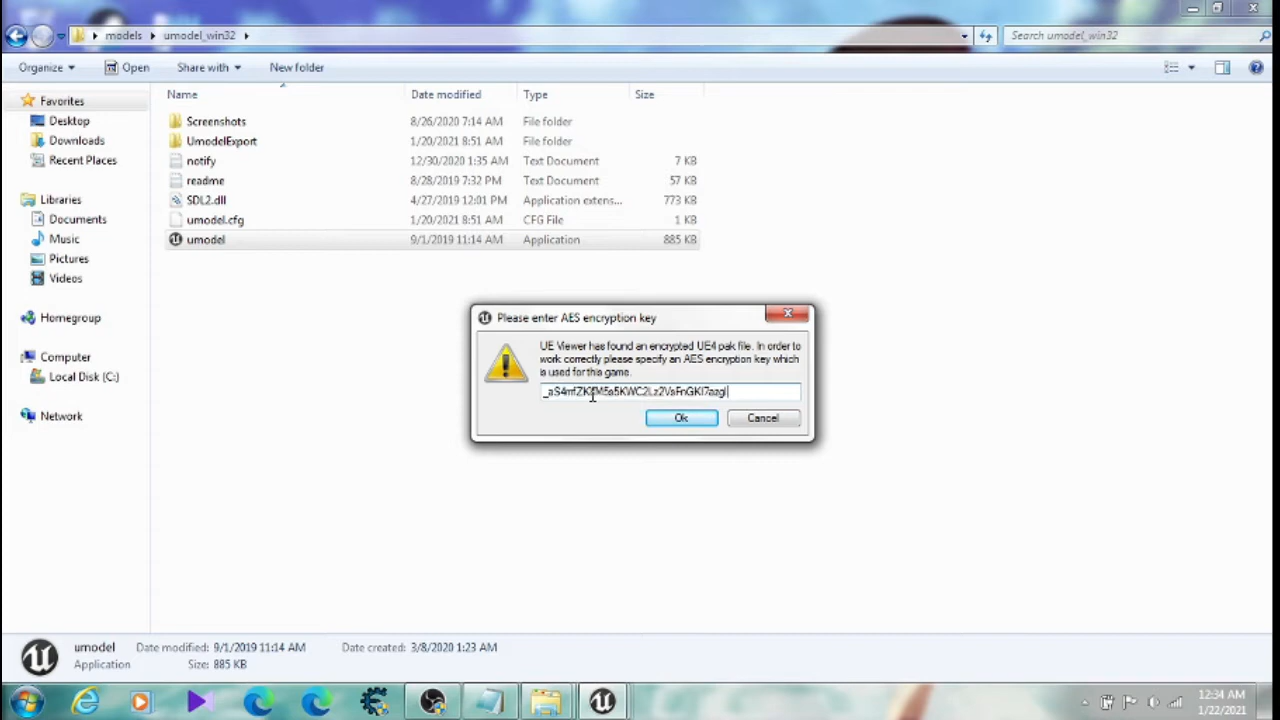 models
umodel_win32
Search umodel_win32
Organize
Open
Share with
New folder
Name
Date modified
Type
Size
Favorites
Desktop
Downloads
Recent Places
Libraries
Documents
Music
Pictures
Videos
Homegroup
Computer
Local Disk (C:)
Network
Screenshots 8/26/2020 7:14 AM File folder
UmodelExport 1/20/2021 8:51 AM File folder
notify 12/30/2020 1:35 AM Text Document 7 KB
readme 8/28/2019 7:32 PM Text Document 57 KB
SDL2.dll 4/27/2019 12:01 PM Application extens... 773 KB
umodel.cfg 1/20/2021 8:51 AM CFG File 1 KB
umodel 9/1/2019 11:14 AM Application 885 KB
Please enter AES encryption key
UE Viewer has found an encrypted UE4 pak file. In order to
work correctly please specify an AES encryption key which
is used for this game.
Ok
Cancel
umodel Date modified: 9/1/2019 11:14 AM Date created: 3/8/2020 1:23 AM
Application Size: 885 KB
12:34 AM
1/22/2021